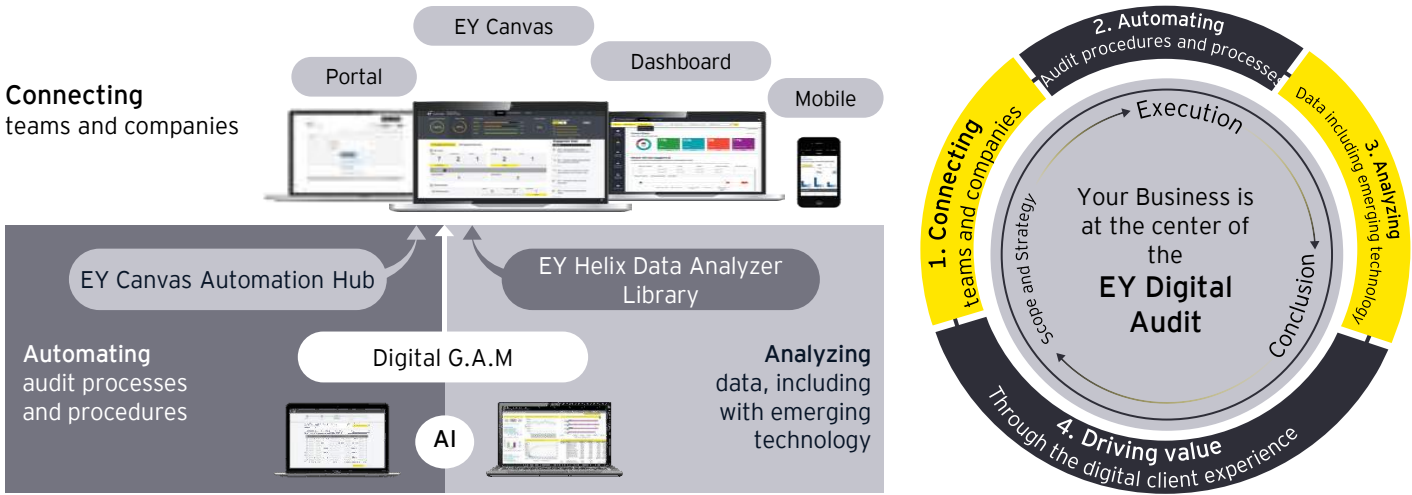 EY Canvas
Portal
Dashboard
Mobile
Connecting
teams and companies
EY Canvas Automation Hub
EY Helix Data Analyzer
Library
Automating
audit processes
and procedures
Digital G.A.M
AI
Analyzing
data, including
with emerging
technology
1. Connecting
teams and companies
2. Automating
Audit procedures and processes
3. Analyzing
Data including emerging technology
4. Driving value
Through the digital client experience
Scope and Strategy
Execution
Conclusion
Your Business is
at the center of
the
EY Digital
Audit